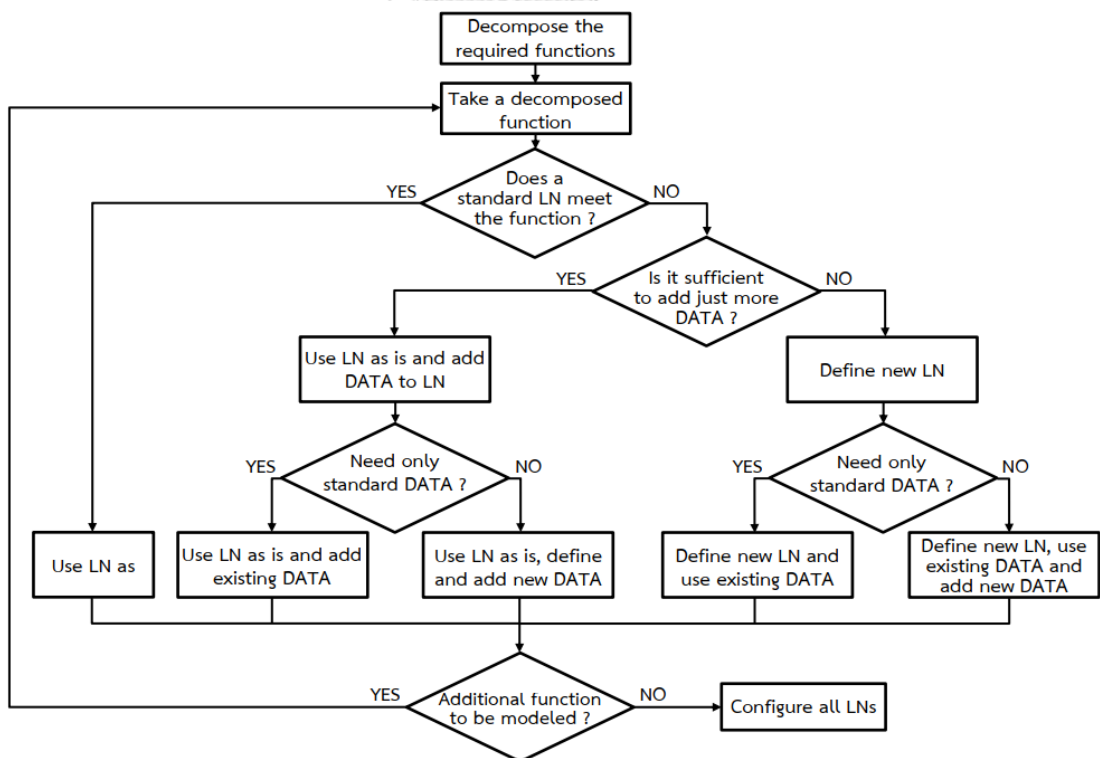 Decompose the
required functions
Take a decomposed
function
Does a
standard LN meet
the function ?
YES
NO
Is it sufficient
to add just more
DATA ?
YES
NO
Use LN as is and add
DATA to LN
Define new LN
Need only
standard DATA ?
YES
NO
Need only
standard DATA ?
YES
NO
Use LN as
Use LN as is and add
existing DATA
Use LN as is, define
and add new DATA
Define new LN and
use existing DATA
Define new LN, use
existing DATA and
add new DATA
Additional function
to be modeled ?
YES
NO
Configure all LNs